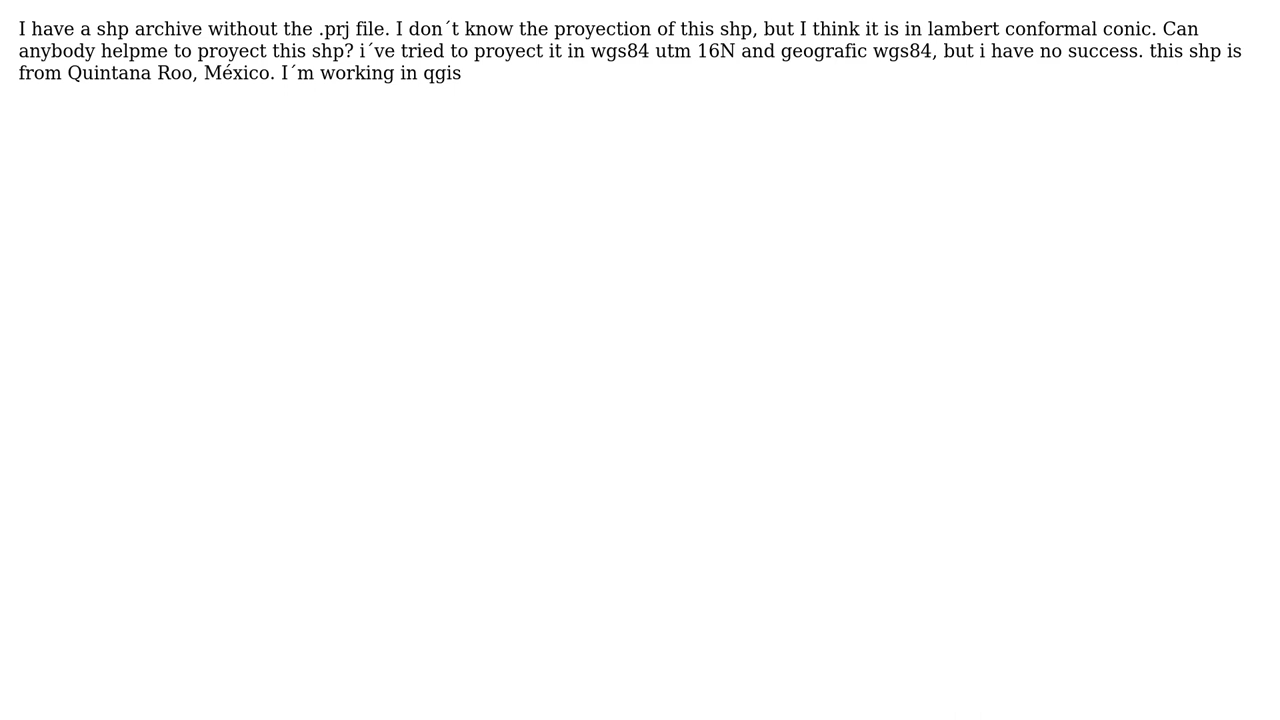 I have a shp archive without the .prj file. I don´t know the proyection of this shp, but I think it is in lambert conformal conic. Can
anybody helpme to proyect this shp? i´ve tried to proyect it in wgs84 utm 16N and geografic wgs84, but i have no success. this shp is
from Quintana Roo, México. I´m working in qgis